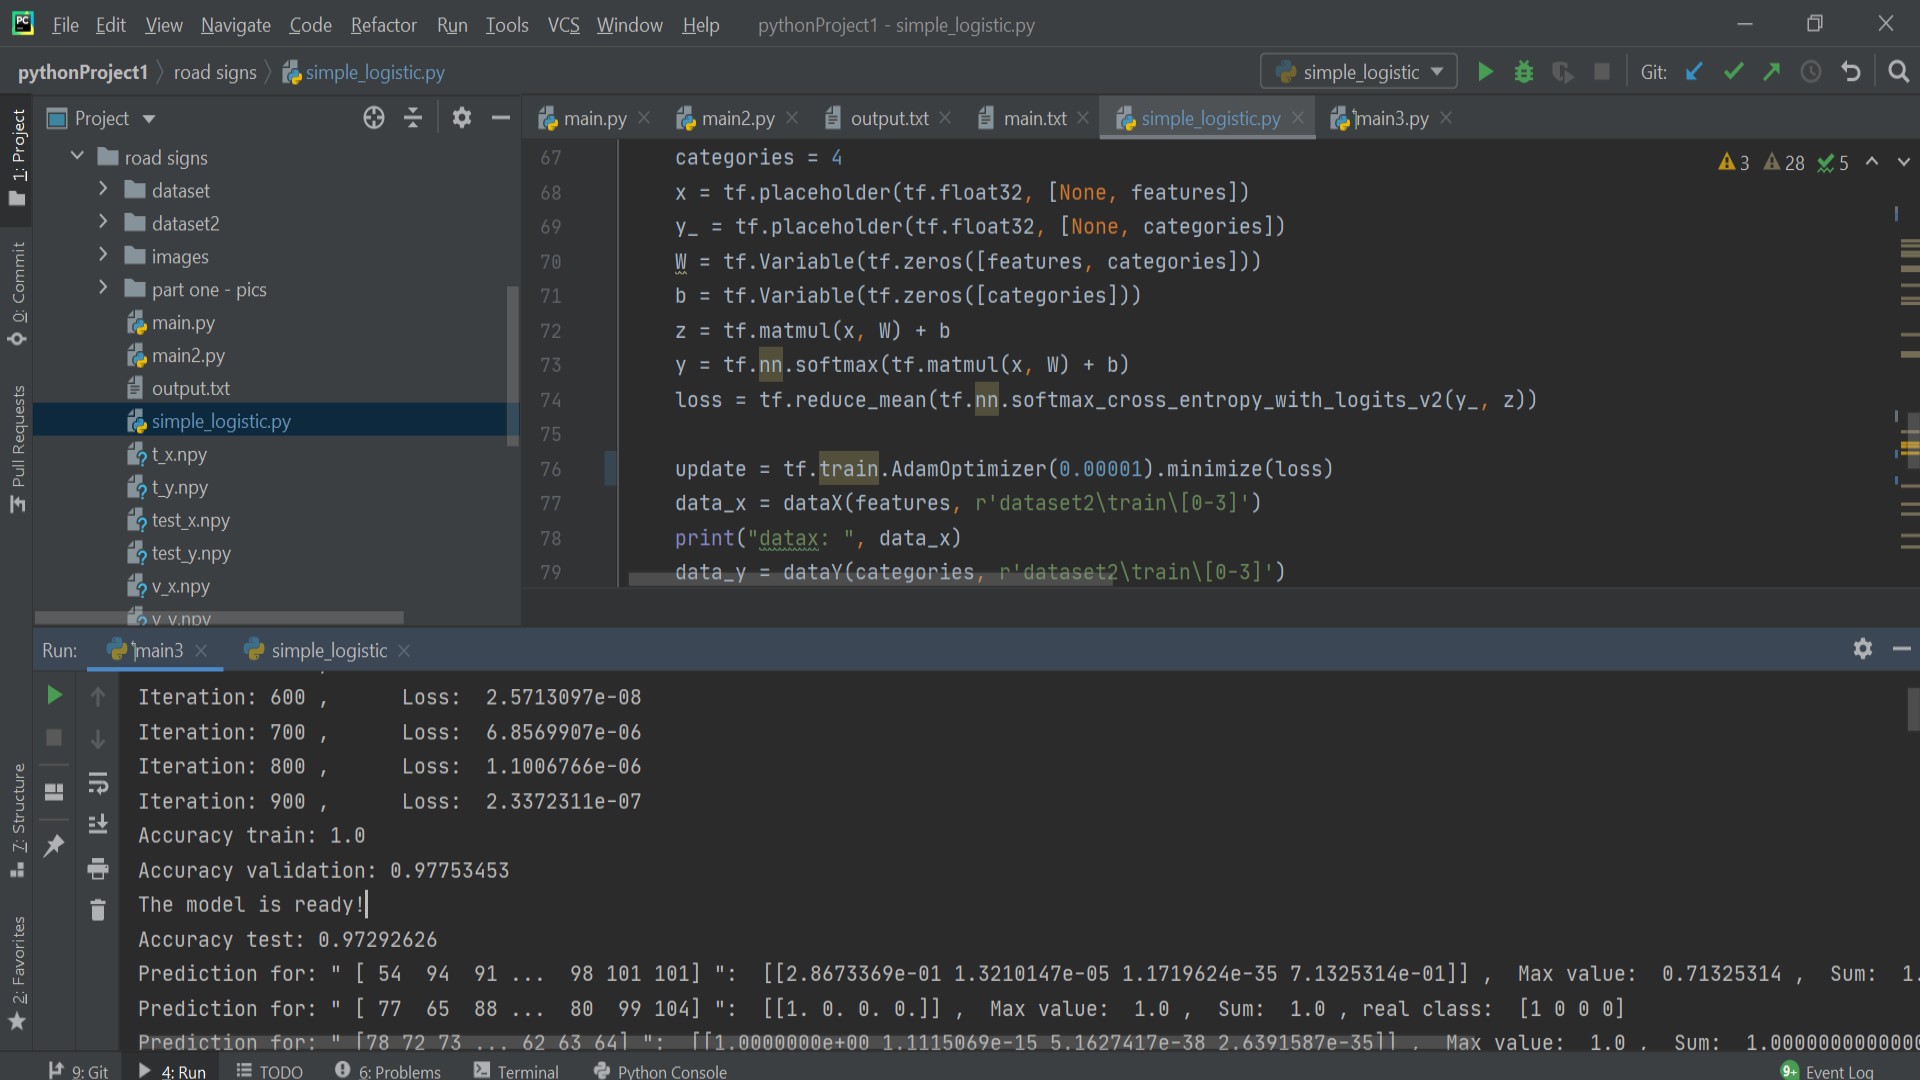 PC File Edit View Navigate Code Refactor Run Tools VCS Window Help pythonProject1 - simple_logistic.py
pythonProject1 road signs simple_logistic.py simple_logistic Git:
1: Project
0: Commit
Pull Requests
7: Structure
2: Favorites
Project
road signs
dataset
dataset2
images
part one - pics
main.py
main2.py
output.txt
simple_logistic.py
t_x.npy
t_y.npy
test_x.npy
test_y.npy
v_x.npy
v_y.npy
main.py main2.py output.txt main.txt simple_logistic.py main3.py
3 28 5
67 categories = 4
68 x = tf.placeholder(tf.float32, [None, features])
69 y_ = tf.placeholder(tf.float32, [None, categories])
70 W = tf.Variable(tf.zeros([features, categories]))
71 b = tf.Variable(tf.zeros([categories]))
72 z = tf.matmul(x, W) + b
73 y = tf.nn.softmax(tf.matmul(x, W) + b)
74 loss = tf.reduce_mean(tf.nn.softmax_cross_entropy_with_logits_v2(y_, z))
75
76 update = tf.train.AdamOptimizer(0.00001).minimize(loss)
77 data_x = dataX(features, r'dataset2\train\[0-3]')
78 print("datax: ", data_x)
79 data_y = dataY(categories, r'dataset2\train\[0-3]')
Run: main3 simple_logistic
Iteration: 600 , Loss: 2.5713097e-08
Iteration: 700 , Loss: 6.8569907e-06
Iteration: 800 , Loss: 1.1006766e-06
Iteration: 900 , Loss: 2.3372311e-07
Accuracy train: 1.0
Accuracy validation: 0.97753453
The model is ready!
Accuracy test: 0.97292626
Prediction for: " [ 54 94 91 ... 98 101 101] ": [[2.8673369e-01 1.3210147e-05 1.1719624e-35 7.1325314e-01]] , Max value: 0.71325314 , Sum: 1.
Prediction for: " [ 77 65 88 ... 80 99 104] ": [[1. 0. 0. 0.]] , Max value: 1.0 , Sum: 1.0 , real class: [1 0 0 0]
Prediction for: " [78 72 73 ... 62 63 64] ": [[1.0000000e+00 1.1115069e-15 5.1627417e-38 2.6391587e-35]] , Max value: 1.0 , Sum: 1.0000000000000
9: Git 4: Run TODO 6: Problems Terminal Python Console 9+ Event Log